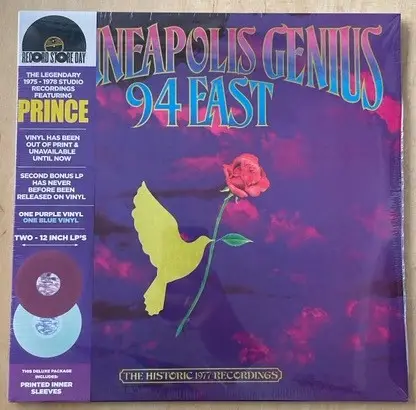 RECORD STORE DAY
THE LEGENDARY
1975 - 1978 STUDIO
RECORDINGS
FEATURING
PRINCE
VINYL HAS BEEN
OUT OF PRINT &
UNAVAILABLE
UNTIL NOW
SECOND BONUS LP
HAS NEVER
BEFORE BEEN
RELEASED ON VINYL
ONE PURPLE VINYL
ONE BLUE VINYL
TWO - 12 INCH LP'S
THIS DELUXE PACKAGE
INCLUDES:
PRINTED INNER
SLEEVES
NEAPOLIS GENIUS
94 EAST
THE HISTORIC 1977 RECORDINGS